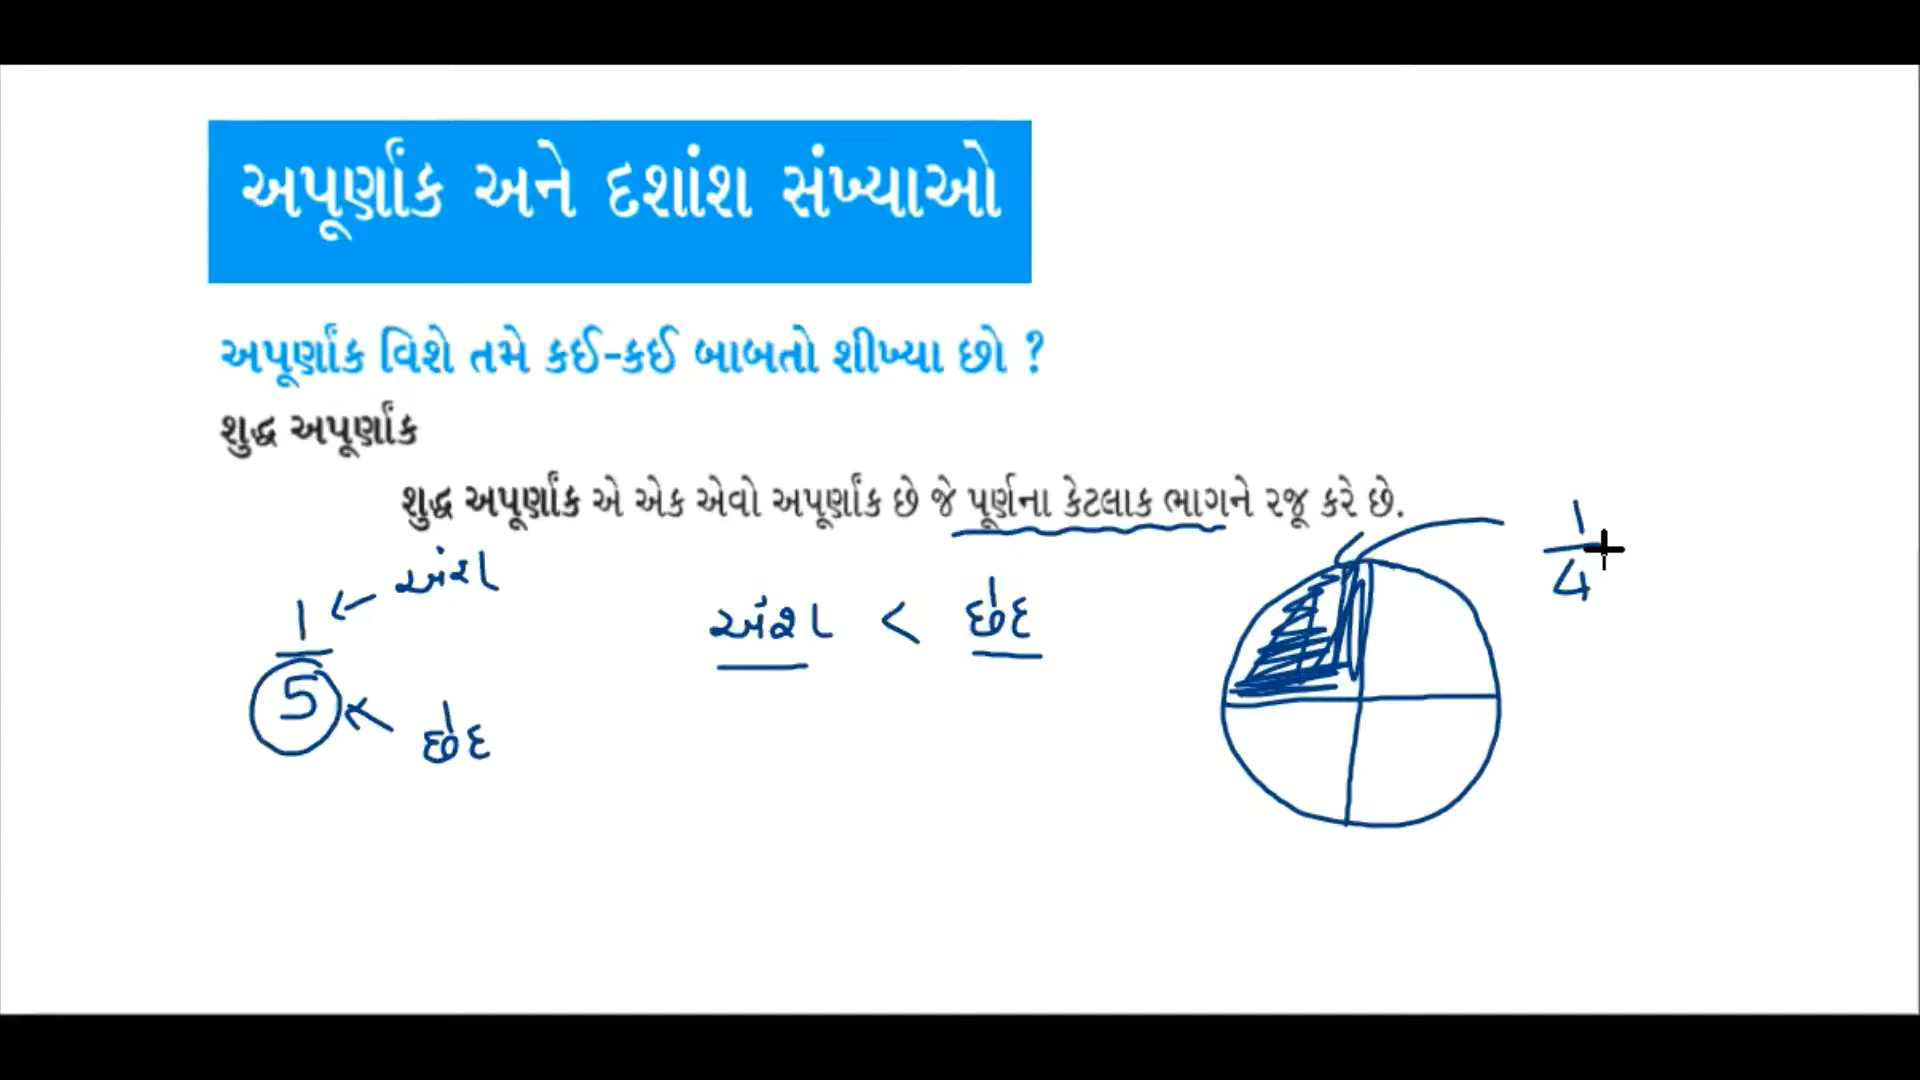 અપૂર્ણાંક અને દશાંશ સંખ્યાઓ
અપૂર્ણાંક વિશે તમે કઈ-કઈ બાબતો શીખ્યા છો ?
શુદ્ધ અપૂર્ણાંક
શુદ્ધ અપૂર્ણાંક એ એક એવો અપૂર્ણાંક છે જે પૂર્ણના કેટલાક ભાગને રજૂ કરે છે.
1 ← અંશ
5 ← છેદ
અંશ < છેદ
1
4